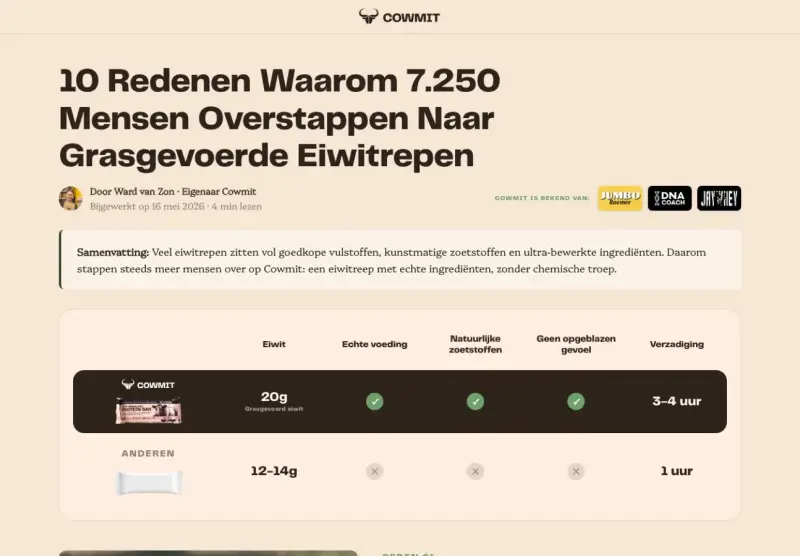 COWMIT
10 Redenen Waarom 7.250
Mensen Overstappen Naar
Grasgevoerde Eiwitrepen
Door Ward van Zon · Eigenaar Cowmit
Bijgewerkt op 16 mei 2026 · 4 min lezen
COWMIT IS BEKEND VAN:
JUMBO
Roemer
DNA
COACH
Samenvatting: Veel eiwitrepen zitten vol goedkope vulstoffen, kunstmatige zoetstoffen en ultra-bewerkte ingrediënten. Daarom
stappen steeds meer mensen over op Cowmit: een eiwitreep met echte ingrediënten, zonder chemische troep.
Eiwit
Echte voeding
Natuurlijke
zoetstoffen
Geen opgeblazen
gevoel
Verzadiging
COWMIT
PROTEIN BAR
20g
Grasgevoerd eiwit
3–4 uur
ANDEREN
12–14g
1 uur